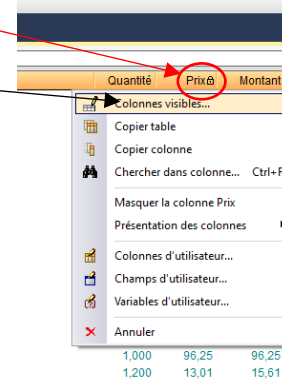 Quantité Prix Montant
Colonnes visibles...
Copier table
Copier colonne
Chercher dans colonne... Ctrl+F
Masquer la colonne Prix
Présentation des colonnes
Colonnes d'utilisateur...
Champs d'utilisateur...
Variables d'utilisateur...
Annuler
1,000 96,25 96,25
1,200 13,01 15,61